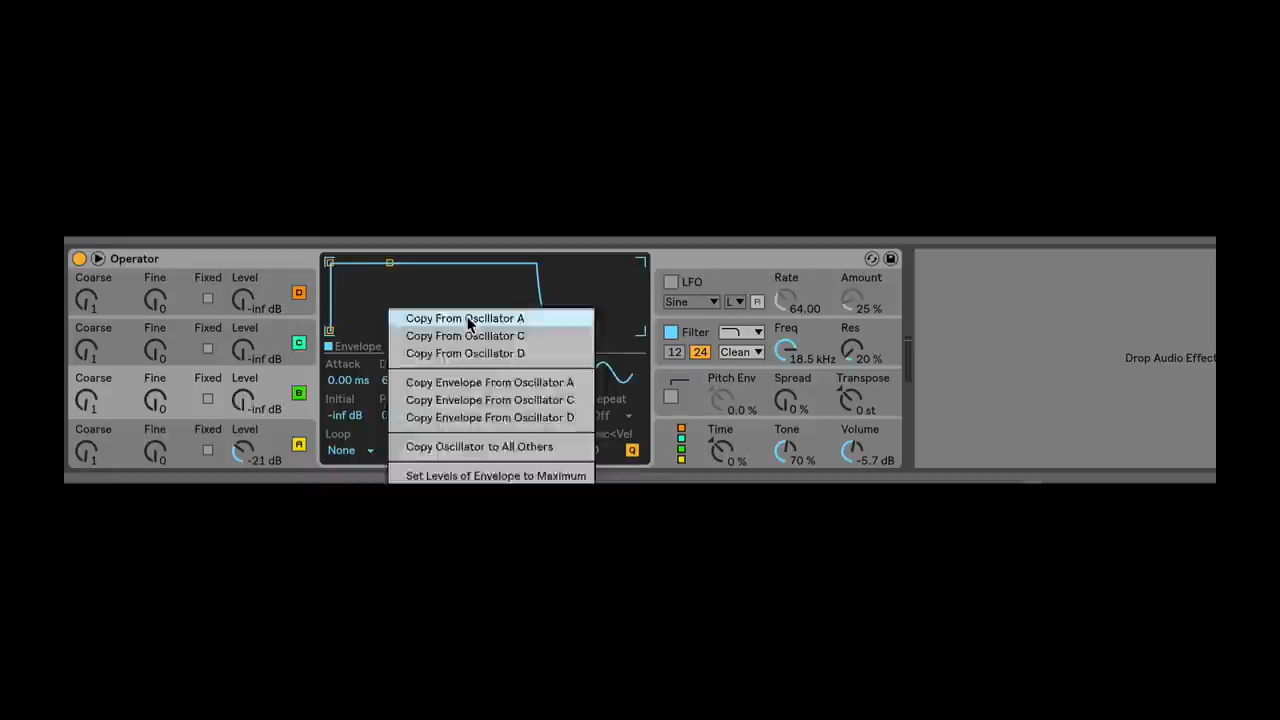 Operator
Coarse Fine Fixed Level
1 0 -inf dB D
Coarse Fine Fixed Level
1 0 -inf dB C
Coarse Fine Fixed Level
1 0 -inf dB B
Coarse Fine Fixed Level
1 0 -21 dB A
Copy From Oscillator A
Copy From Oscillator C
Copy From Oscillator D
Copy Envelope From Oscillator A
Copy Envelope From Oscillator C
Copy Envelope From Oscillator D
Copy Oscillator to All Others
Set Levels of Envelope to Maximum
Envelope
Attack
0.00 ms
Initial
-inf dB
Loop
None
Off
Q
LFO Rate Amount
Sine L R 64.00 25 %
Filter Freq Res
12 24 Clean 18.5 kHz 20 %
Pitch Env Spread Transpose
0.0 % 0 % 0 st
Time Tone Volume
0 % 70 % -5.7 dB
Drop Audio Effect